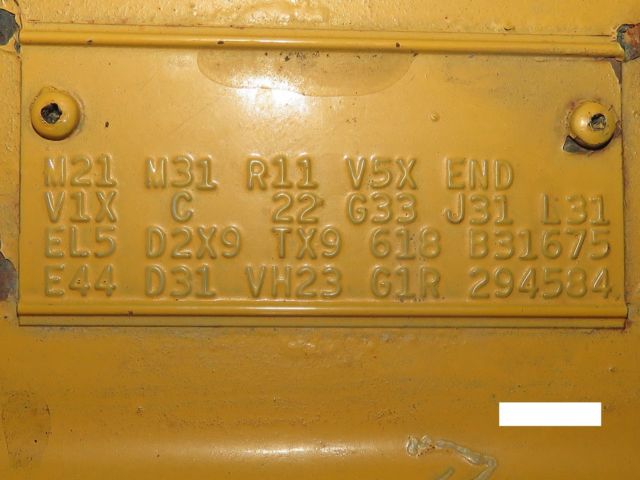 M21 M31 R11 V5X END
V1X C 22 G33 J31 L31
EL5 D2X9 TX9 618 B31675
E44 D31 VH23 G1R 294584